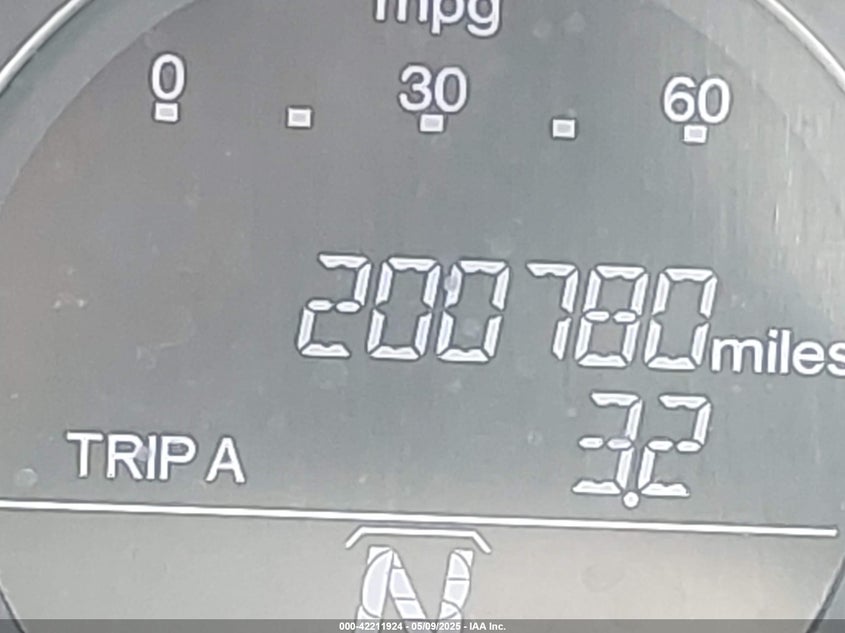 mpg
0 30 60
200780 miles
TRIP A 3.2
N
000-42211924 - 05/09/2025 - IAA Inc.